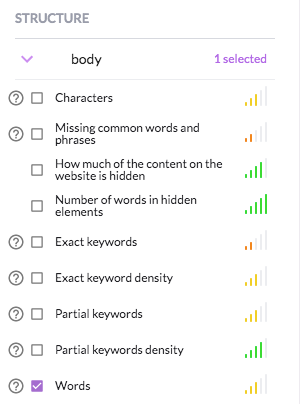 STRUCTURE
body 1 selected
Characters
Missing common words and
phrases
How much of the content on the
website is hidden
Number of words in hidden
elements
Exact keywords
Exact keyword density
Partial keywords
Partial keywords density
Words